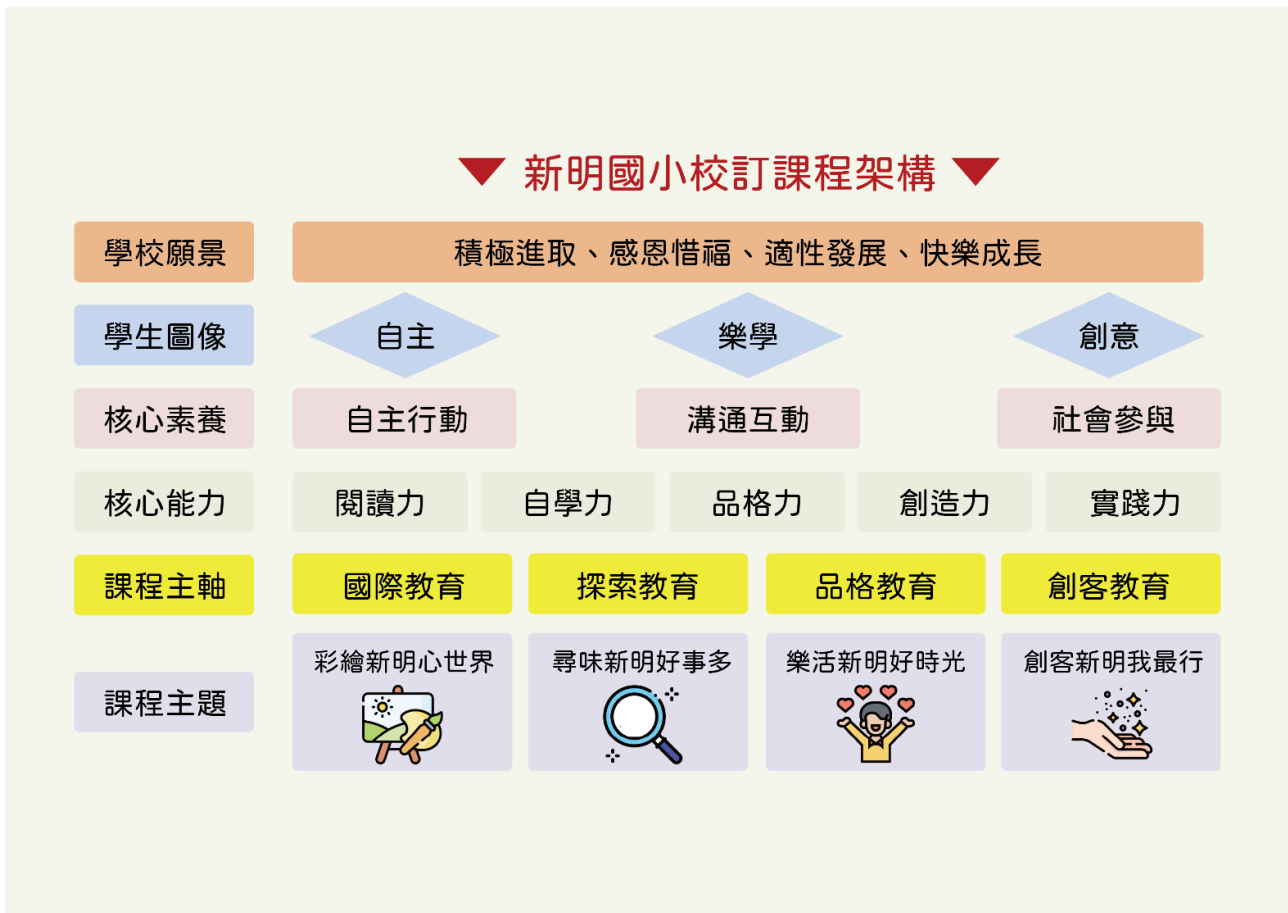 新明國小校訂課程架構
學校願景 積極進取、感恩惜福、適性發展、快樂成長
學生圖像 自主 樂學 創意
核心素養 自主行動 溝通互動 社會參與
核心能力 閱讀力 自學力 品格力 創造力 實踐力
課程主軸 國際教育 探索教育 品格教育 創客教育
課程主題 彩繪新明心世界 尋味新明好事多 樂活新明好時光 創客新明我最行